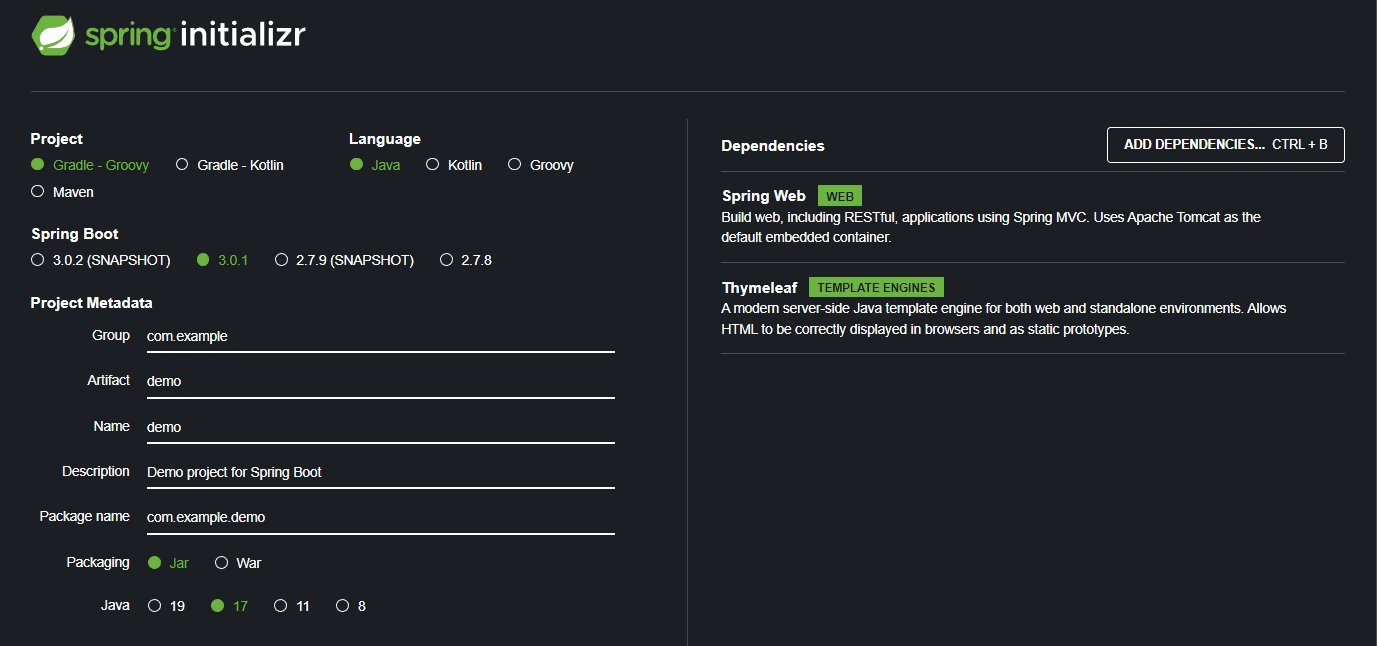 spring initializr
Project
Gradle - Groovy Gradle - Kotlin
Maven
Language
Java Kotlin Groovy
Spring Boot
3.0.2 (SNAPSHOT) 3.0.1 2.7.9 (SNAPSHOT) 2.7.8
Project Metadata
Group com.example
Artifact demo
Name demo
Description Demo project for Spring Boot
Package name com.example.demo
Packaging Jar War
Java 19 17 11 8
Dependencies
ADD DEPENDENCIES... CTRL + B
Spring Web WEB
Build web, including RESTful, applications using Spring MVC. Uses Apache Tomcat as the
default embedded container.
Thymeleaf TEMPLATE ENGINES
A modern server-side Java template engine for both web and standalone environments. Allows
HTML to be correctly displayed in browsers and as static prototypes.